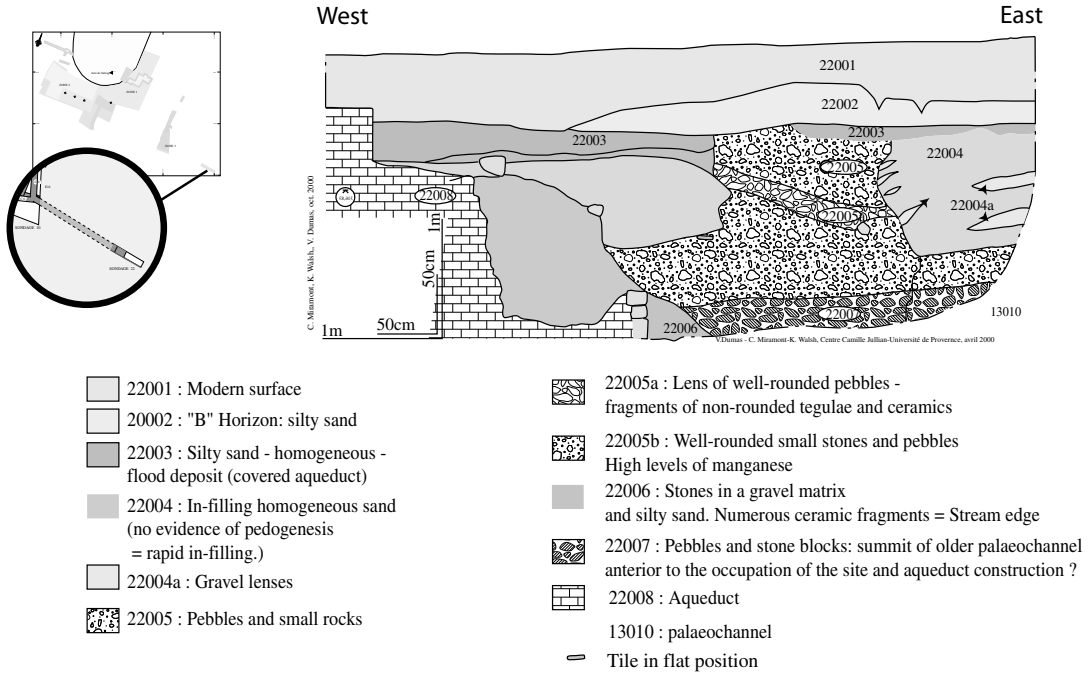 West
East
22001
22002
22003
22003
22004
22005
22004a
22005
22008
22007
22006
13010
1m
50cm
1m
50cm
SONDAGE 22
C. Miramont, K. Walsh,. V. Dumas, oct. 2000
V.Dumas - C. Miramont-K. Walsh, Centre Camille Jullian-Université de Provernce, avril 2000
22001 : Modern surface
20002 : "B" Horizon: silty sand
22003 : Silty sand - homogeneous -
flood deposit (covered aqueduct)
22004 : In-filling homogeneous sand
(no evidence of pedogenesis
= rapid in-filling.)
22004a : Gravel lenses
22005 : Pebbles and small rocks
22005a : Lens of well-rounded pebbles -
fragments of non-rounded tegulae and ceramics
22005b : Well-rounded small stones and pebbles
High levels of manganese
22006 : Stones in a gravel matrix
and silty sand. Numerous ceramic fragments = Stream edge
22007 : Pebbles and stone blocks: summit of older palaeochannel
anterior to the occupation of the site and aqueduct construction ?
22008 : Aqueduct
13010 : palaeochannel
Tile in flat position